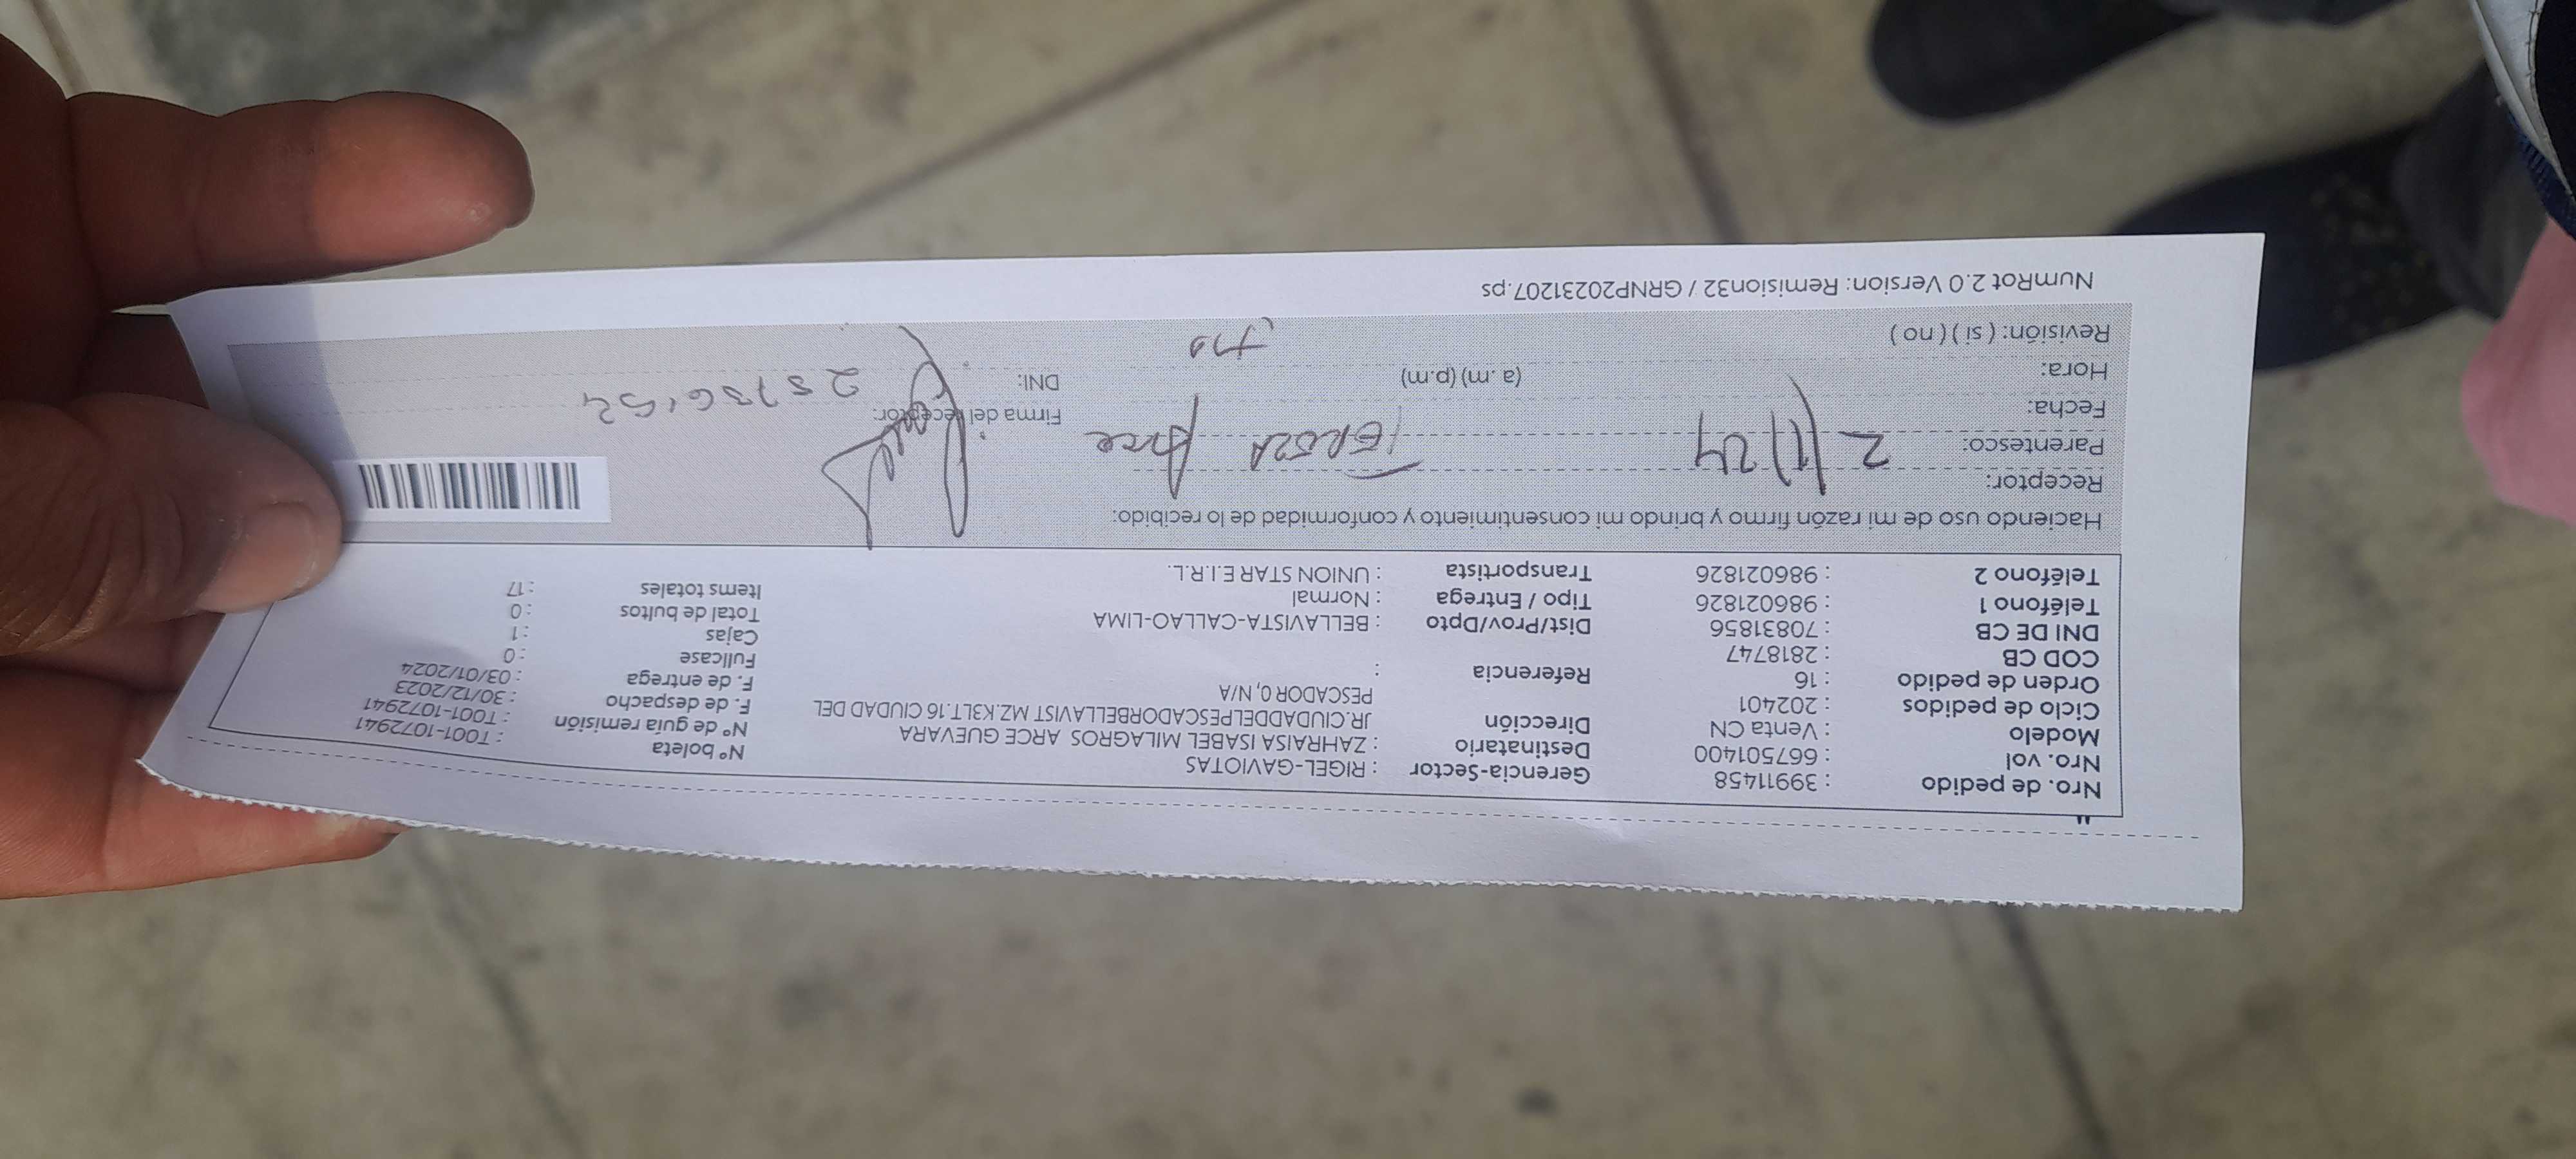 Nro. de pedido : 39911458 Gerencia-Sector : RIGEL-GAVIOTAS Nº boleta : T001-1072941
Nro. vol : 667501400 Destinatario : ZAHRAISA ISABEL MILAGROS ARCE GUEVARA Nº de guía remisión : T001-1072941
Modelo : Venta CN Dirección JR.CIUDADDELPESCADORBELLAVIST MZ.K3LT.16 CIUDAD DEL F. de despacho : 30/12/2023
Ciclo de pedidos : 202401 PESCADOR 0, N/A F. de entrega : 03/01/2024
Orden de pedido : 16 Referencia : Fullcase : 0
COD CB : 2818747 Cajas : 1
DNI DE CB : 70831856 Dist/Prov/Dpto : BELLAVISTA-CALLAO-LIMA Total de bultos : 0
Teléfono 1 : 986021826 Tipo / Entrega : Normal Items totales : 17
Teléfono 2 : 986021826 Transportista : UNION STAR E.I.R.L.
Haciendo uso de mi razón firmo y brindo mi consentimiento y conformidad de lo recibido:
Receptor:
Parentesco: 2/1/24 Arce
Fecha: Firma del receptor:
Hora: (a.m) (p.m) DNI:
Revisión: ( si ) ( no )
NumRot 2.0 Version: Remision32 / GRNP20231207.ps